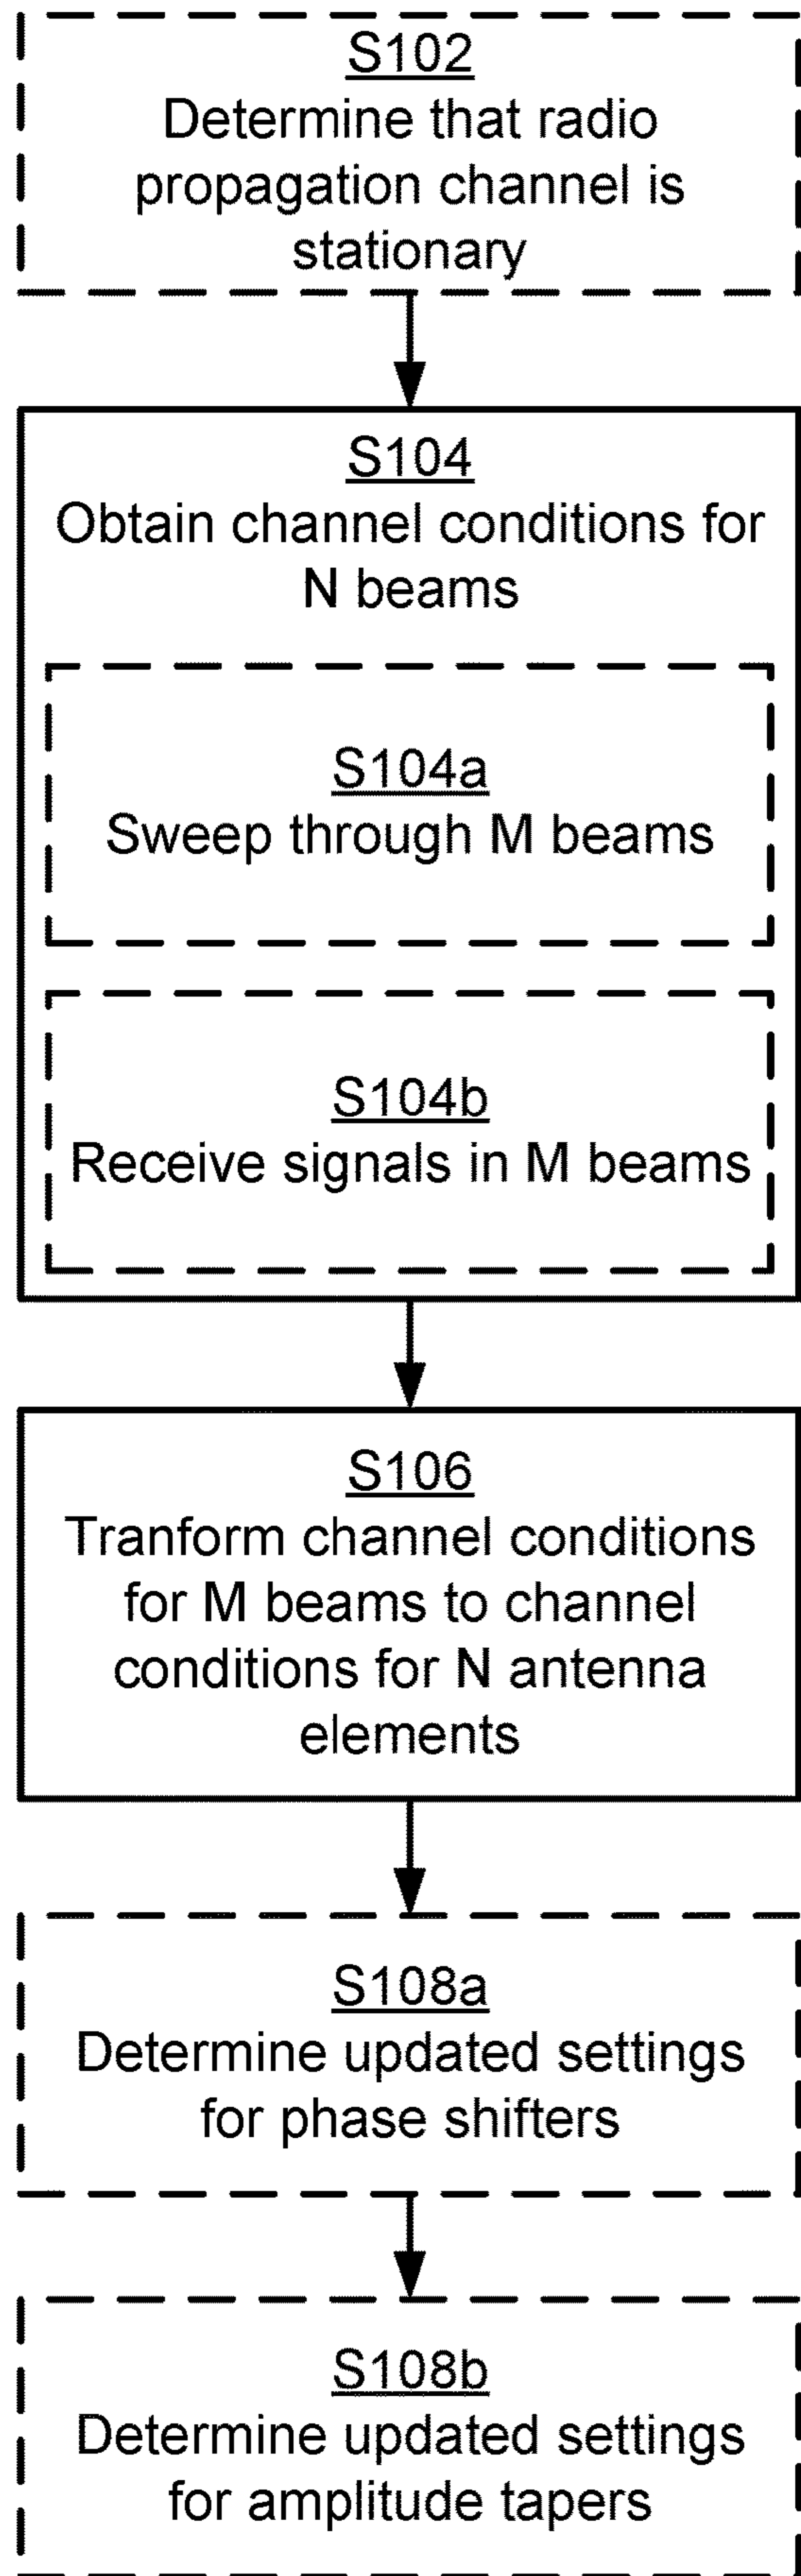 S102
Determine that radio
propagation channel is
stationary
S104
Obtain channel conditions for
N beams
S104a
Sweep through M beams
S104b
Receive signals in M beams
S106
Tranform channel conditions
for M beams to channel
conditions for N antenna
elements
S108a
Determine updated settings
for phase shifters
S108b
Determine updated settings
for amplitude tapers